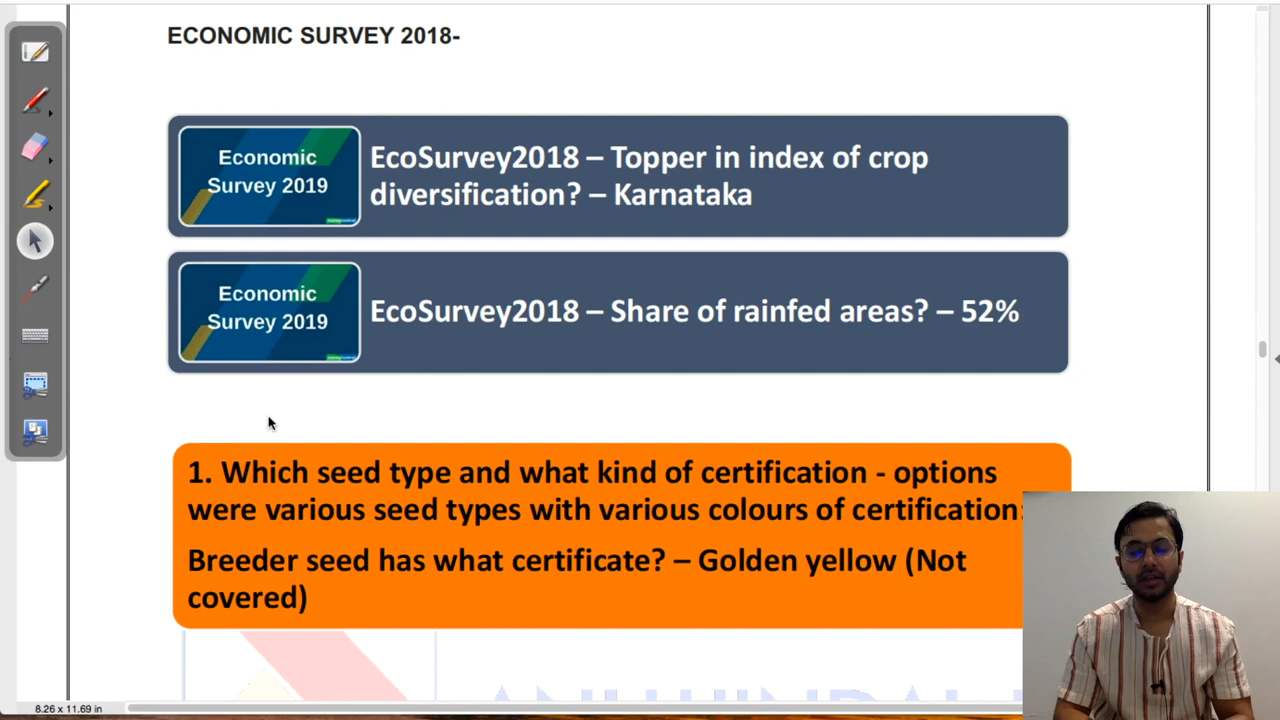 ECONOMIC SURVEY 2018-
Economic
Survey 2019
EcoSurvey2018 – Topper in index of crop
diversification? – Karnataka
Economic
Survey 2019
EcoSurvey2018 – Share of rainfed areas? – 52%
1. Which seed type and what kind of certification - options
were various seed types with various colours of certification:
Breeder seed has what certificate? – Golden yellow (Not
covered)
8.26 x 11.69 in